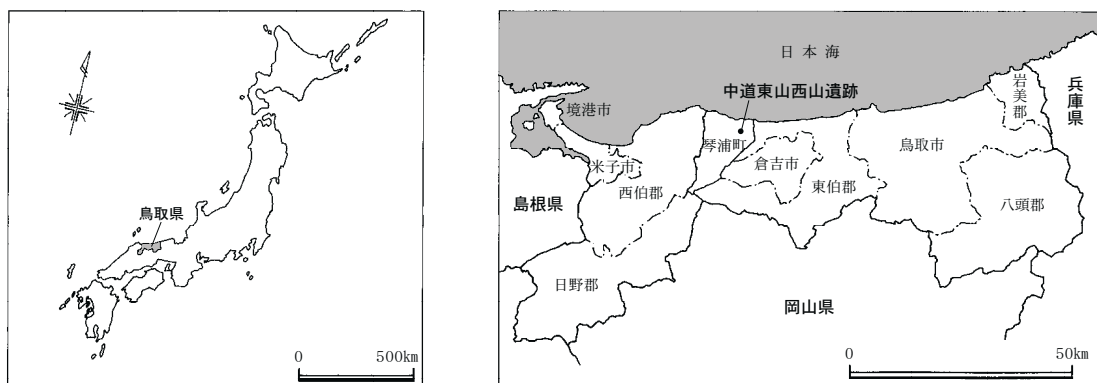 鳥取県
0
500km
日本海
中道東山西山遺跡
境港市
岩美郡
兵庫県
琴浦町
鳥取市
米子市
倉吉市
西伯郡
東伯郡
島根県
八頭郡
日野郡
岡山県
0
50km